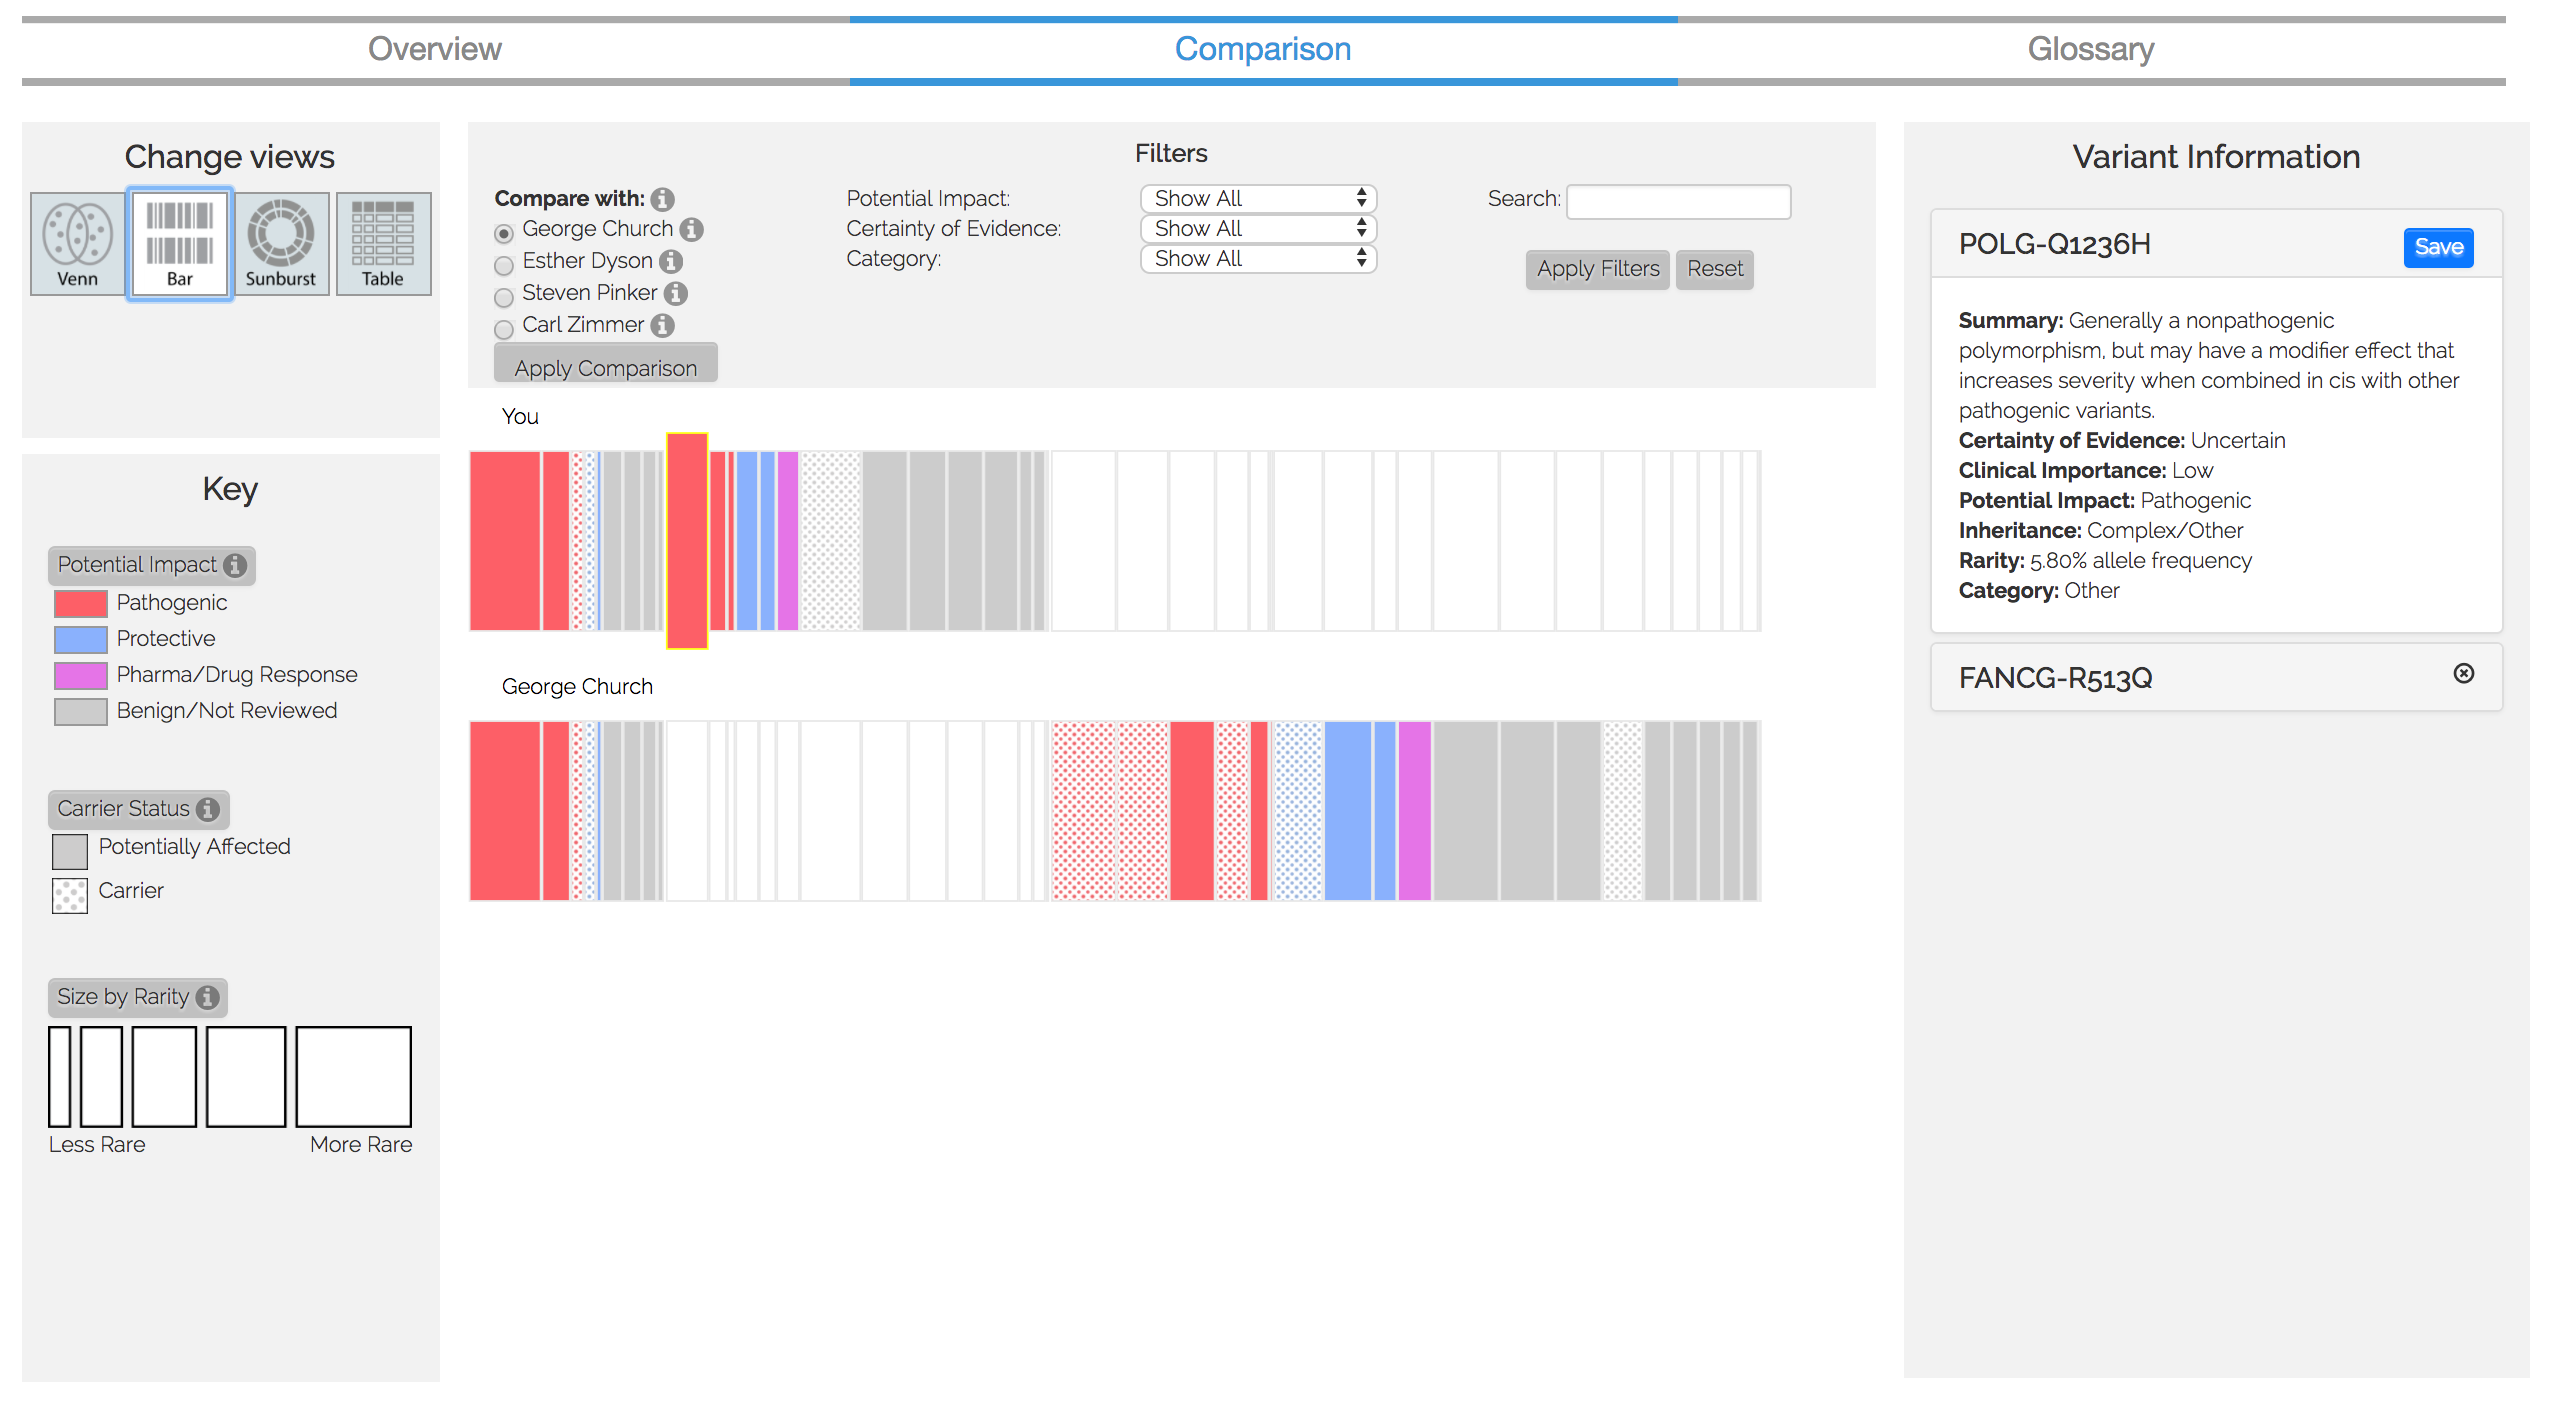 Overview
Comparison
Glossary
Change views
Venn
Bar
Sunburst
Table
Key
Potential Impact
Pathogenic
Protective
Pharma/Drug Response
Benign/Not Reviewed
Carrier Status
Potentially Affected
Carrier
Size by Rarity
Less Rare
More Rare
Filters
Compare with:
George Church
Esther Dyson
Steven Pinker
Carl Zimmer
Apply Comparison
Potential Impact: Show All
Certainty of Evidence: Show All
Category: Show All
Search:
Apply Filters
Reset
You
George Church
Variant Information
POLG-Q1236H
Save
Summary: Generally a nonpathogenic
polymorphism, but may have a modifier effect that
increases severity when combined in cis with other
pathogenic variants.
Certainty of Evidence: Uncertain
Clinical Importance: Low
Potential Impact: Pathogenic
Inheritance: Complex/Other
Rarity: 5.80% allele frequency
Category: Other
FANCG-R513Q